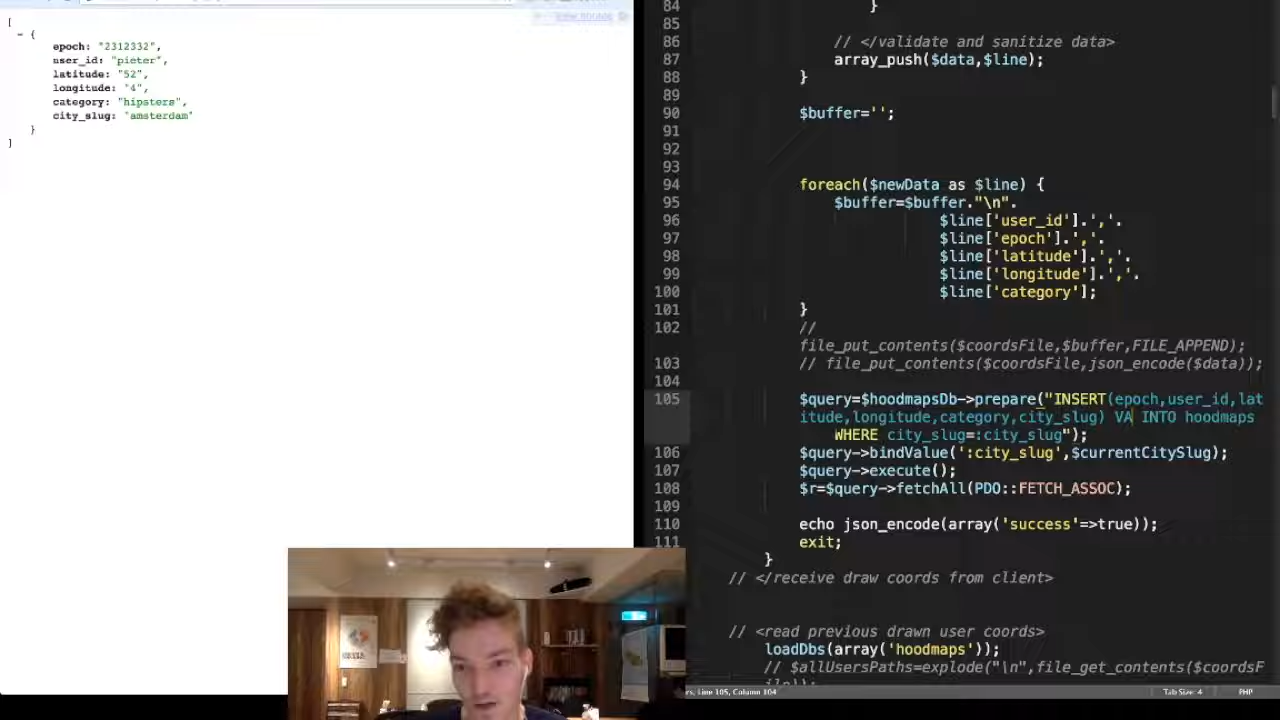 [
- {
epoch: "2312332",
user_id: "pieter",
latitude: "52",
longitude: "4",
category: "hipsters",
city_slug: "amsterdam"
}
]
84 }
85
86 // </validate and sanitize data>
87 array_push($data,$line);
88 }
89
90 $buffer='';
91
92
93
94 foreach($newData as $line) {
95 $buffer=$buffer."\n".
96 $line['user_id'].','.
97 $line['epoch'].','.
98 $line['latitude'].','.
99 $line['longitude'].','.
100 $line['category'];
101 }
102 //
file_put_contents($coordsFile,$buffer,FILE_APPEND);
103 // file_put_contents($coordsFile,json_encode($data));
104
105 $query=$hoodmapsDb->prepare("INSERT(epoch,user_id,lat
itude,longitude,category,city_slug) VA INTO hoodmaps
WHERE city_slug=:city_slug");
106 $query->bindValue(':city_slug',$currentCitySlug);
107 $query->execute();
108 $r=$query->fetchAll(PDO::FETCH_ASSOC);
109
110 echo json_encode(array('success'=>true));
111 exit;
}
// </receive draw coords from client>
// <read previous drawn user coords>
loadDbs(array('hoodmaps'));
// $allUsersPaths=explode("\n",file_get_contents($coordsF
ile));
rs, Line 105, Column 104
Tab Size: 4
PHP